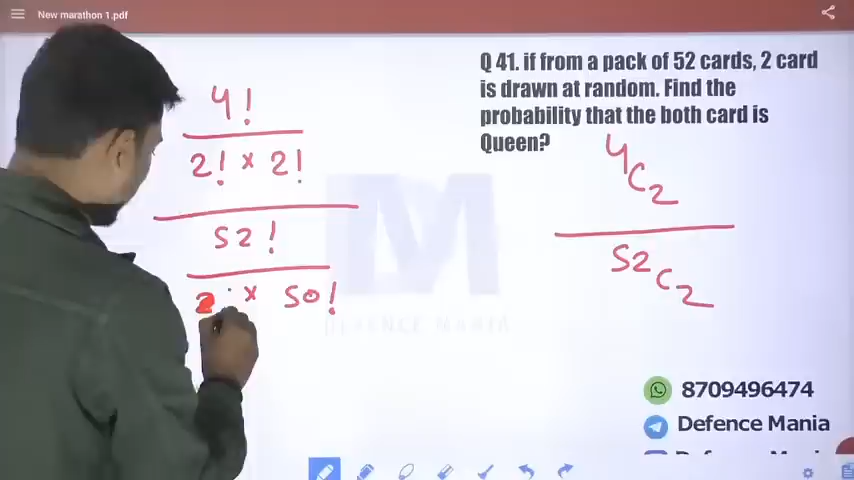 New marathon 1.pdf
Q 41. if from a pack of 52 cards, 2 card
is drawn at random. Find the
probability that the both card is
Queen?
4C2
52C2
4!
2! × 2!
52!
2 × 50!
DEFENCE MANIA
8709496474
Defence Mania